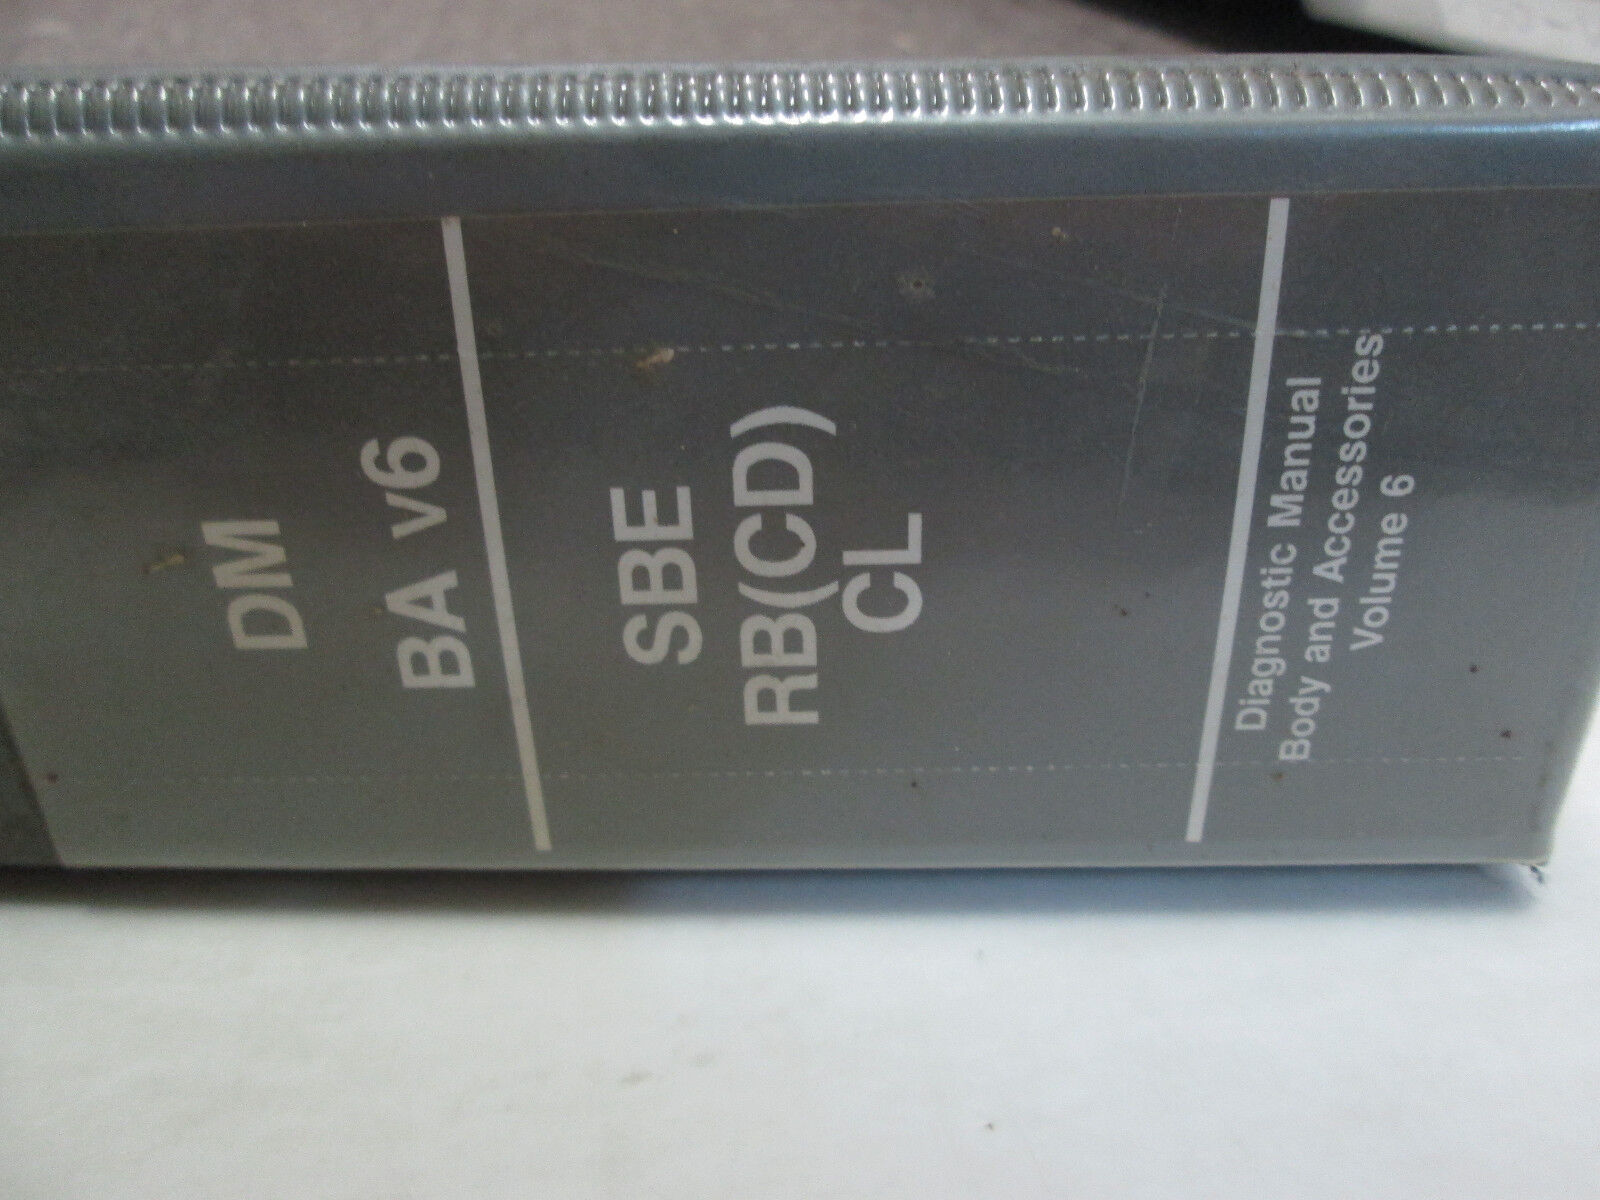 DM
BA v6
SBE
RB(CD)
CL
Diagnostic Manual
Body and Accessories
Volume 6